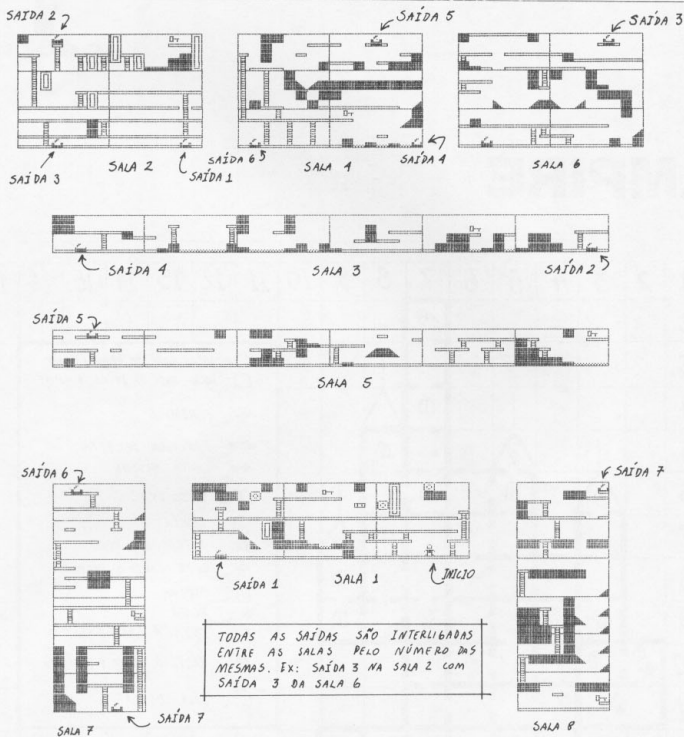 SAÍDA 2
SAÍDA 5
SAÍDA 3
SAÍDA 3
SALA 2
SAÍDA 1
SAÍDA 6
SALA 4
SAÍDA 4
SALA 6
SAÍDA 4
SALA 3
SAÍDA 2
SAÍDA 5
SALA 5
SAÍDA 6
SAÍDA 7
SAÍDA 1
SALA 1
INICIO
TODAS AS SAÍDAS SÃO INTERLIGADAS
ENTRE AS SALAS PELO NÚMERO DAS
MESMAS. EX: SAÍDA 3 NA SALA 2 COM
SAÍDA 3 DA SALA 6
SALA 7
SAÍDA 7
SALA 8